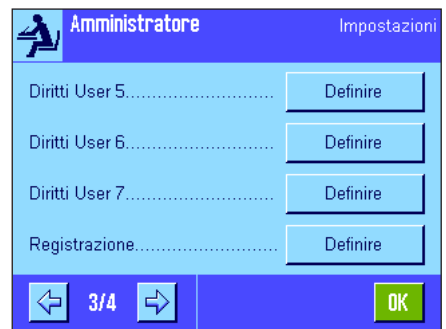 Amministratore Impostazioni
Diritti User 5.......................... Definire
Diritti User 6.......................... Definire
Diritti User 7.......................... Definire
Registrazione......................... Definire
3/4 OK